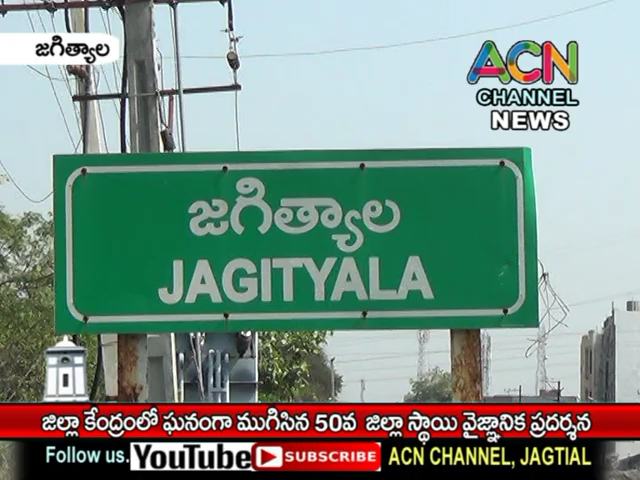 జగిత్యాల
ACN
CHANNEL
NEWS
జగిత్యాల
JAGITYALA
జిల్లా కేంద్రంలో ఘనంగా ముగిసిన 50వ జిల్లా స్థాయి వైజ్ఞానిక ప్రదర్శన
Follow us. YouTube SUBSCRIBE ACN CHANNEL, JAGTIAL